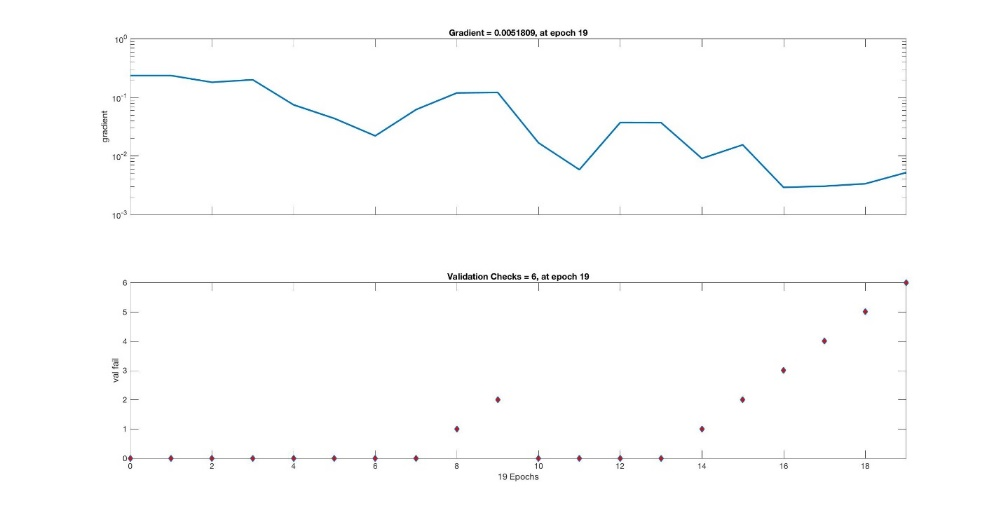 Gradient = 0.0051809, at epoch 19
10^0
10^-1
10^-2
10^-3
gradient
Validation Checks = 6, at epoch 19
6
5
4
3
2
1
0
val fail
0 2 4 6 8 10 12 14 16 18
19 Epochs